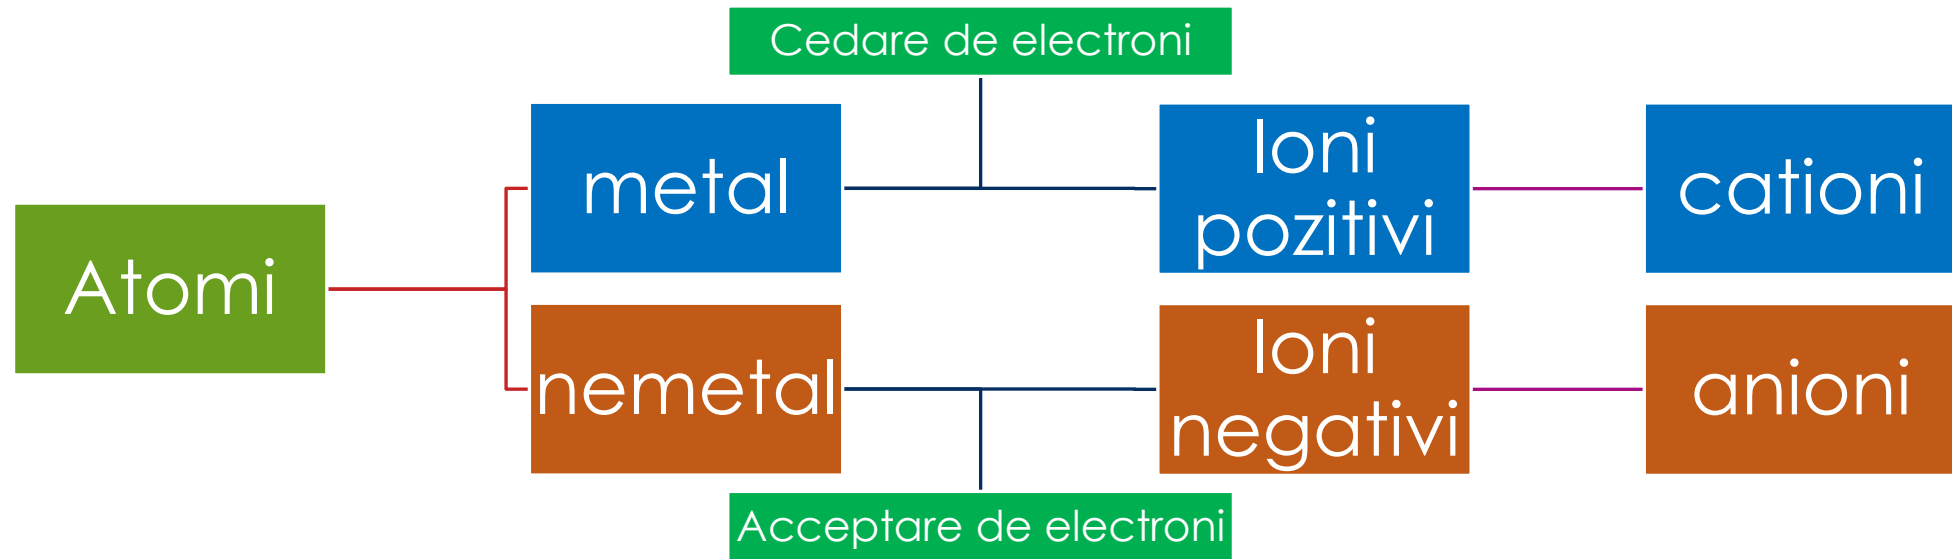 Cedare de electroni
Atomi
metal
Ioni
pozitivi
cationi
nemetal
Ioni
negativi
anioni
Acceptare de electroni